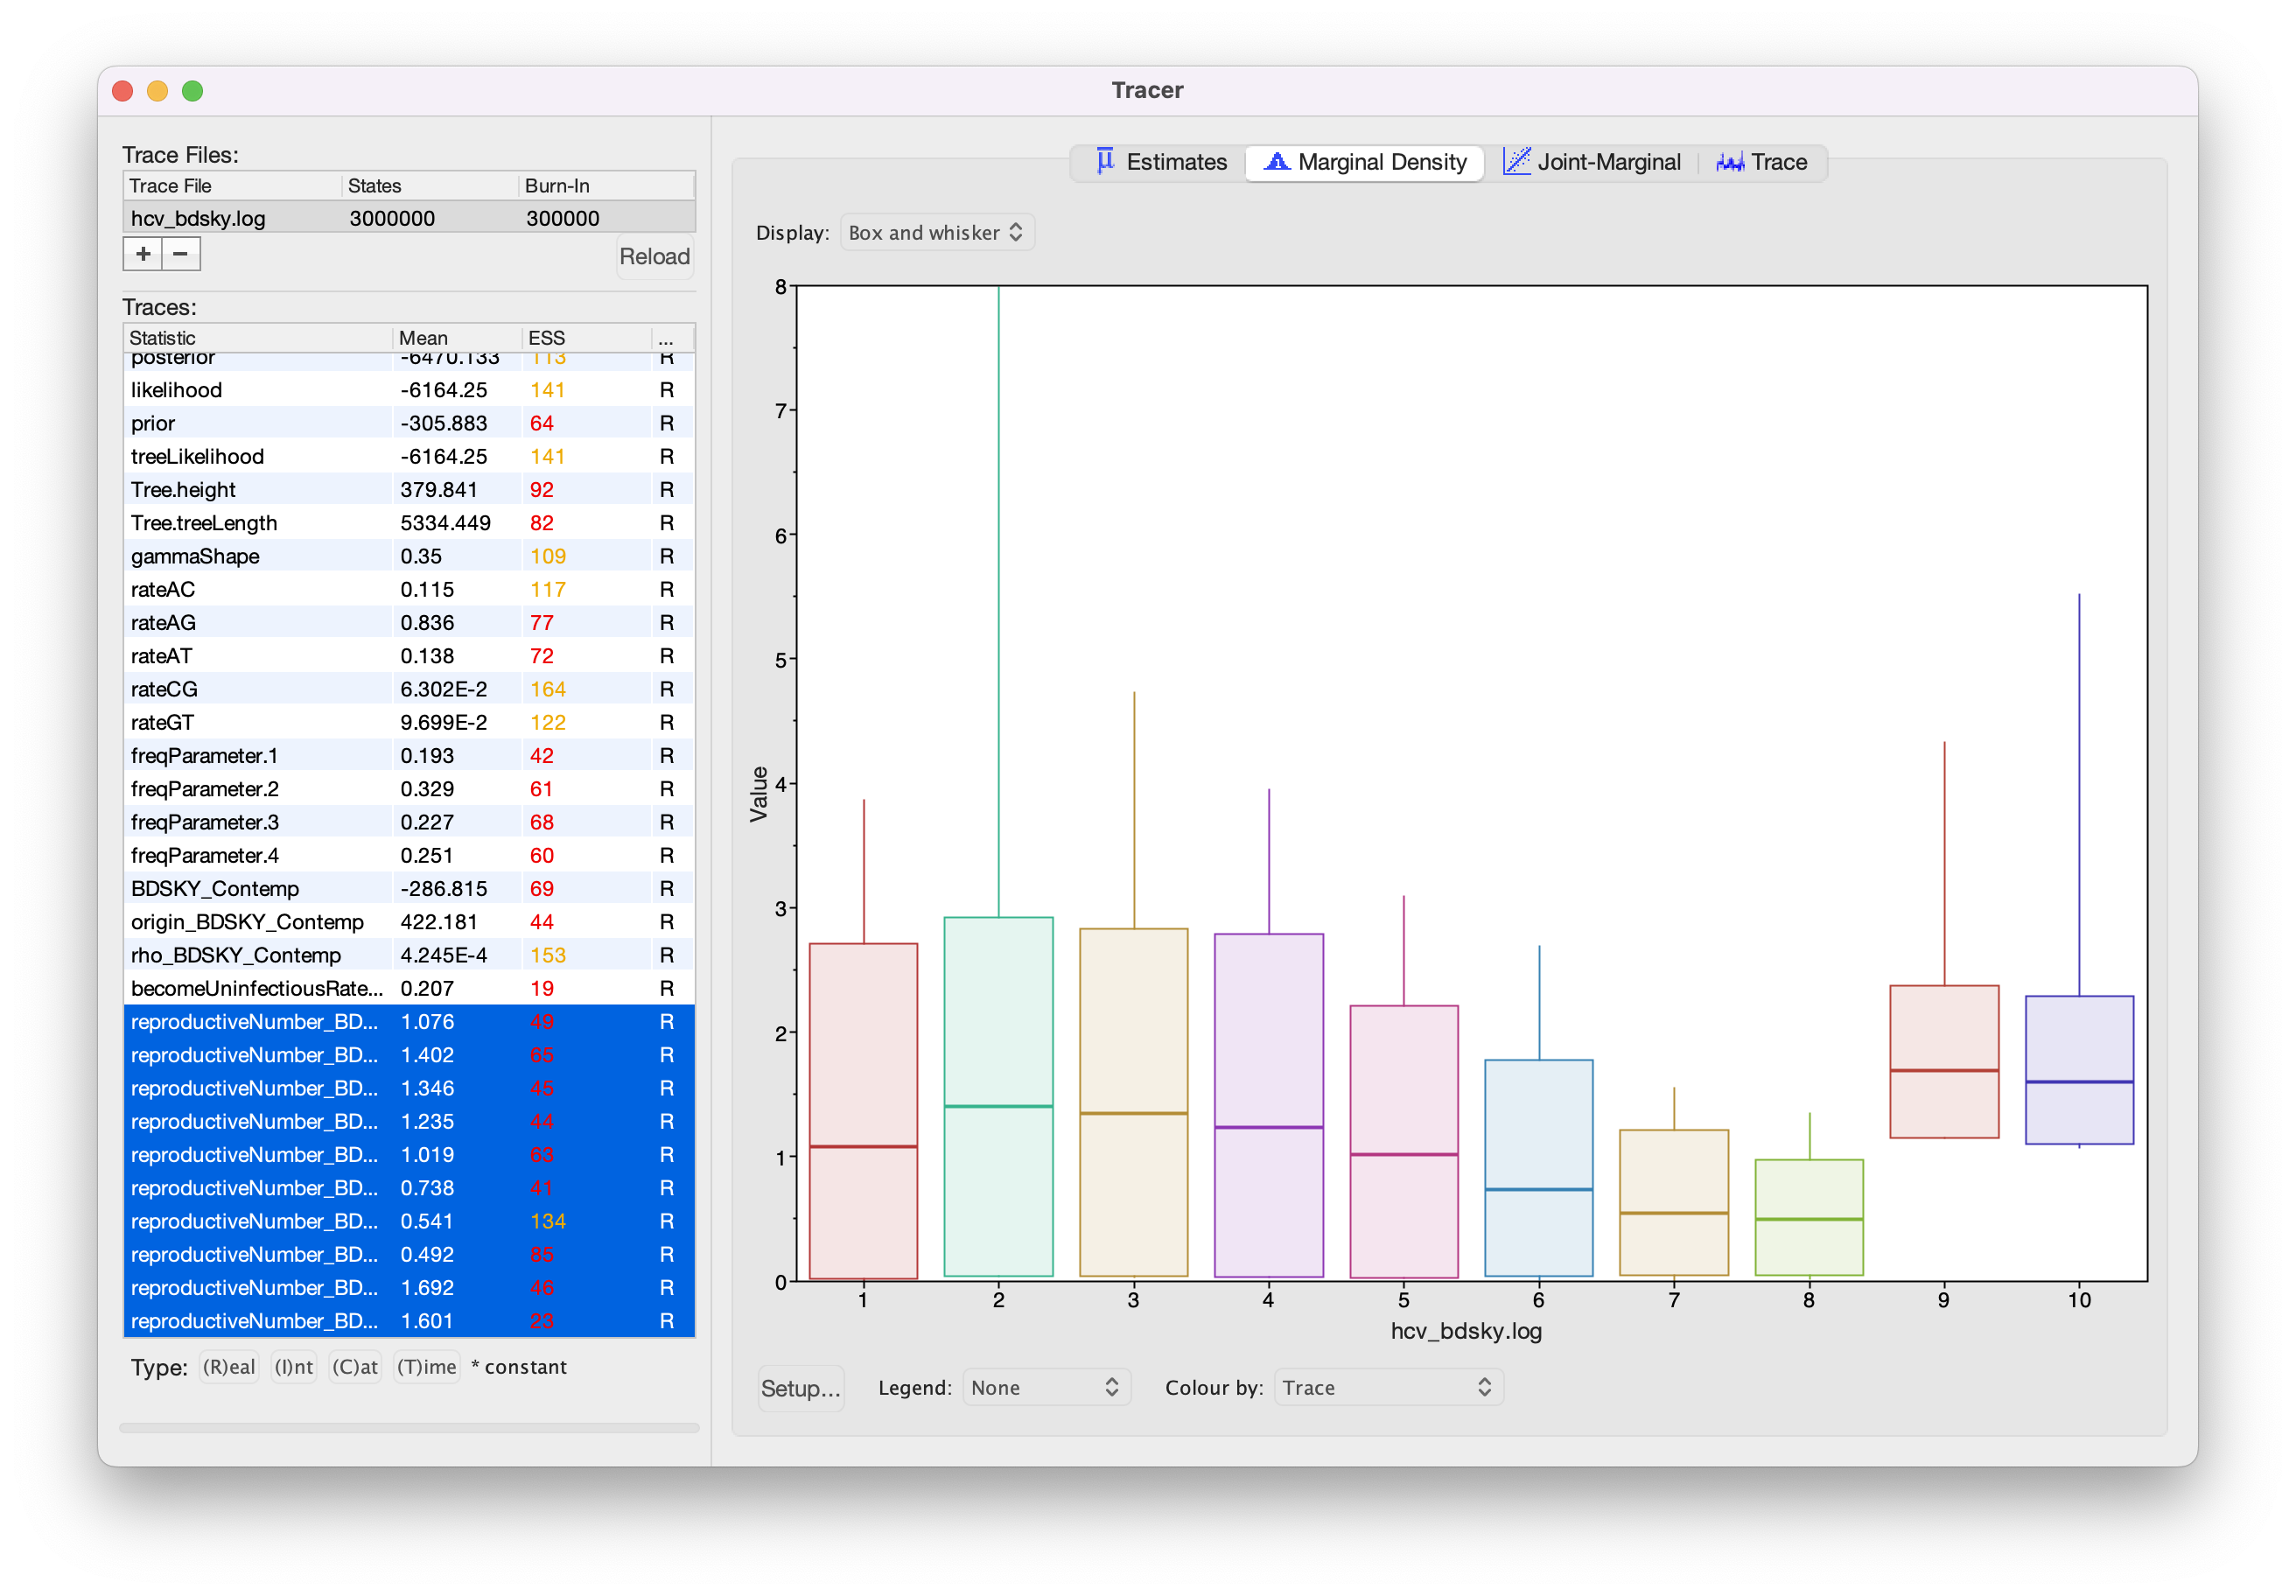 Tracer
Trace Files:
Trace File States Burn-In
hcv_bdsky.log 3000000 300000
+ − Reload
Traces:
Statistic Mean ESS ...
posterior -6470.133 113 R
likelihood -6164.25 141 R
prior -305.883 64 R
treeLikelihood -6164.25 141 R
Tree.height 379.841 92 R
Tree.treeLength 5334.449 82 R
gammaShape 0.35 109 R
rateAC 0.115 117 R
rateAG 0.836 77 R
rateAT 0.138 72 R
rateCG 6.302E-2 164 R
rateGT 9.699E-2 122 R
freqParameter.1 0.193 42 R
freqParameter.2 0.329 61 R
freqParameter.3 0.227 68 R
freqParameter.4 0.251 60 R
BDSKY_Contemp -286.815 69 R
origin_BDSKY_Contemp 422.181 44 R
rho_BDSKY_Contemp 4.245E-4 153 R
becomeUninfectiousRate... 0.207 19 R
reproductiveNumber_BD... 1.076 49 R
reproductiveNumber_BD... 1.402 65 R
reproductiveNumber_BD... 1.346 45 R
reproductiveNumber_BD... 1.235 44 R
reproductiveNumber_BD... 1.019 63 R
reproductiveNumber_BD... 0.738 41 R
reproductiveNumber_BD... 0.541 134 R
reproductiveNumber_BD... 0.492 85 R
reproductiveNumber_BD... 1.692 46 R
reproductiveNumber_BD... 1.601 23 R
Type: (R)eal (I)nt (C)at (T)ime * constant
Estimates Marginal Density Joint-Marginal Trace
Display: Box and whisker
8
7
6
5
4
3
2
1
0
Value
1 2 3 4 5 6 7 8 9 10
hcv_bdsky.log
Setup... Legend: None Colour by: Trace